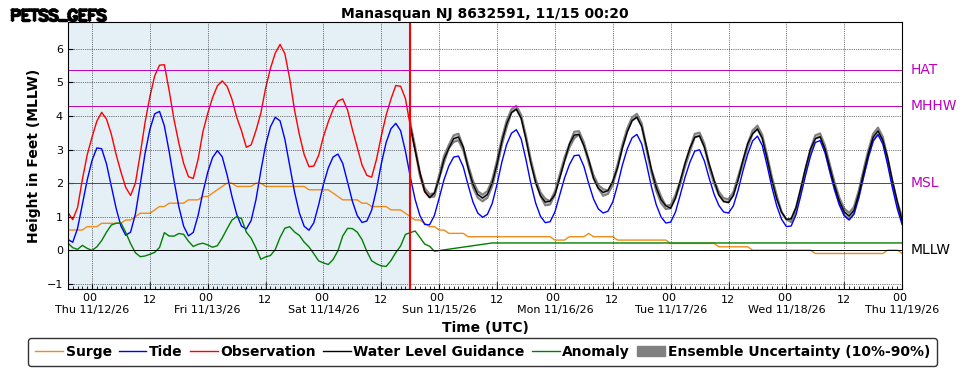 PETSS_GEFS
Manasquan NJ 8632591, 11/15 00:20
Height in Feet (MLLW)
6
5
4
3
2
1
0
−1
HAT
MHHW
MSL
MLLW
00 12 00 12 00 12 00 12 00 12 00 12 00 12 00
Thu 11/12/26 Fri 11/13/26 Sat 11/14/26 Sun 11/15/26 Mon 11/16/26 Tue 11/17/26 Wed 11/18/26 Thu 11/19/26
Time (UTC)
Surge Tide Observation Water Level Guidance Anomaly Ensemble Uncertainty (10%-90%)